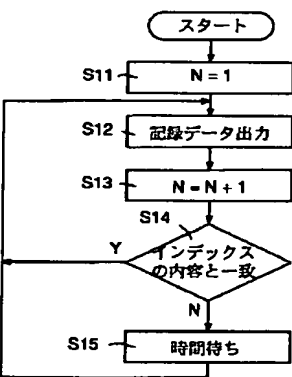 スタート
S11
N = 1
S12
記録データ出力
S13
N = N + 1
S14
インデックス
の内容と一致
Y
N
S15
時間待ち